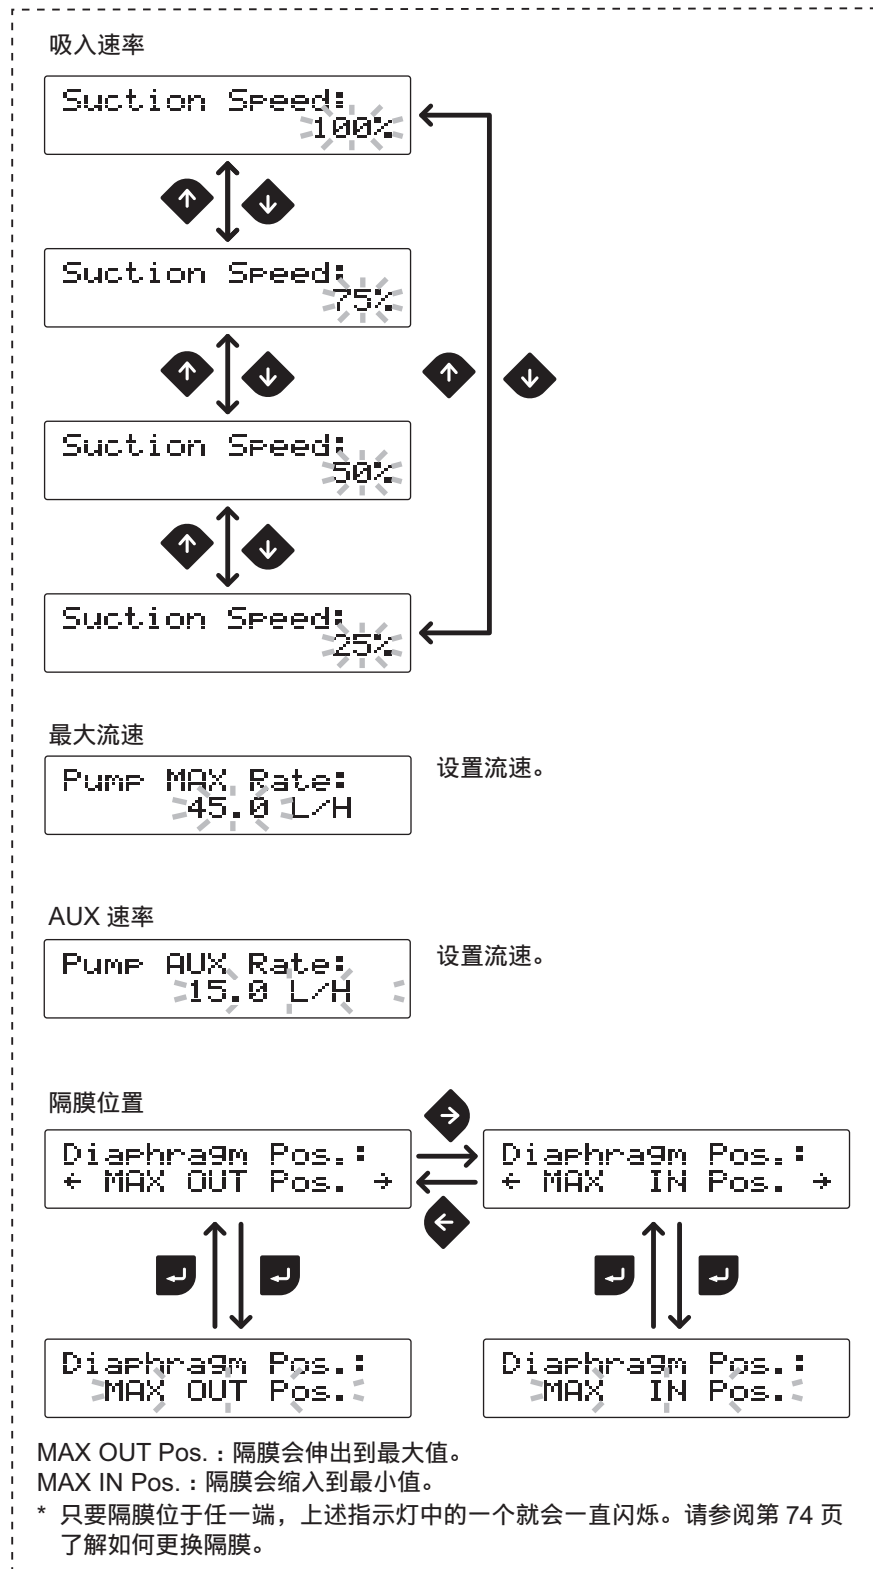 吸入速率
Suction Speed:
100%
Suction Speed:
75%
Suction Speed:
50%
Suction Speed:
25%
最大流速
Pump MAX Rate:
45.0 L/H
设置流速。
AUX 速率
Pump AUX Rate:
15.0 L/H
设置流速。
隔膜位置
Diaphragm Pos.:
← MAX OUT Pos. →
Diaphragm Pos.:
← MAX IN Pos. →
Diaphragm Pos.:
MAX OUT Pos.
Diaphragm Pos.:
MAX IN Pos.
MAX OUT Pos.：隔膜会伸出到最大值。
MAX IN Pos.：隔膜会缩入到最小值。
* 只要隔膜位于任一端，上述指示灯中的一个就会一直闪烁。请参阅第 74 页
了解如何更换隔膜。